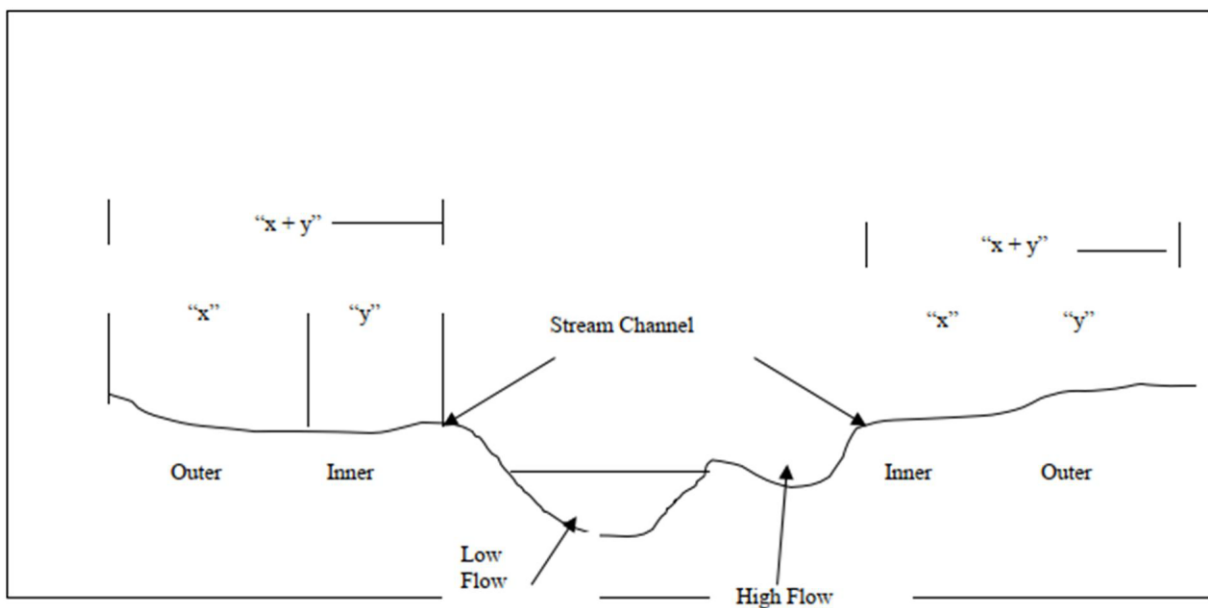 “x + y”
“x + y”
“x”
“y”
Stream Channel
“x”
“y”
Outer
Inner
Inner
Outer
Low
Flow
High Flow